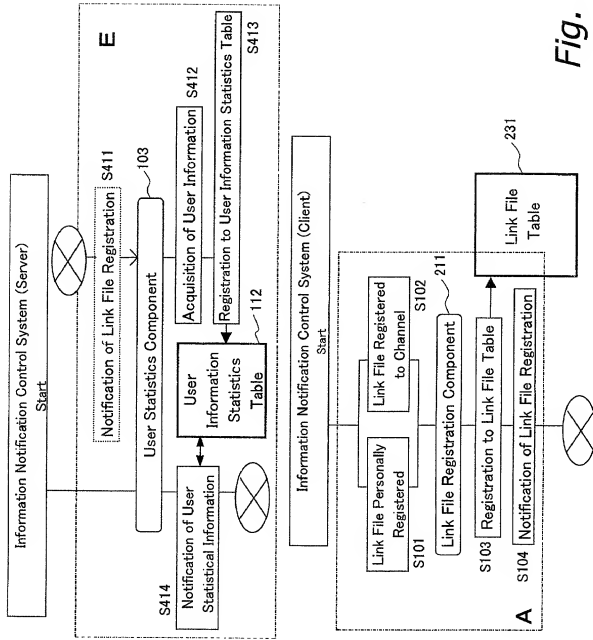 Information Notification Control System (Server)
Start
E
Notification of Link File Registration
S411
User Statistics Component
103
Acquisition of User Information
S412
Registration to User Information Statistics Table
S413
User
Information
Statistics
Table
112
S414
Notification of User
Statistical Information
Information Notification Control System (Client)
Start
A
Link File Personally
Registered
S101
Link File Registered
to Channel
S102
Link File Registration Component
211
S103
Registration to Link File Table
Link File
Table
231
S104
Notification of Link File Registration
Fig.